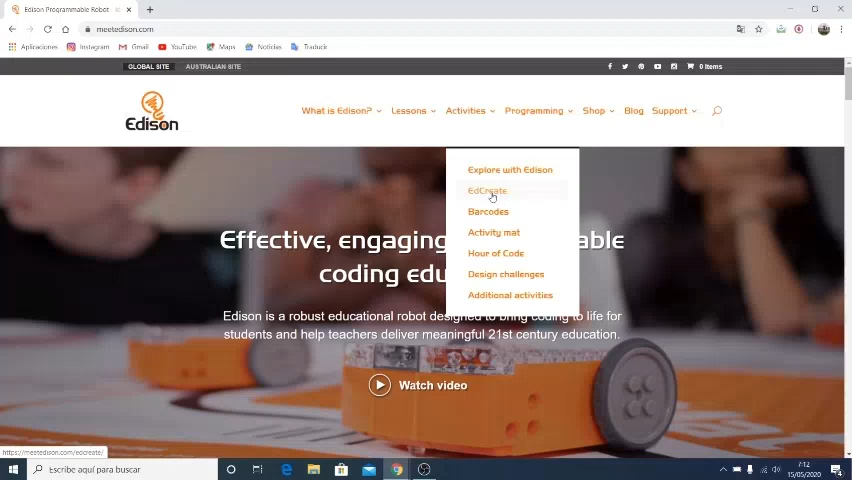 Edison Programmable Robot
meetedison.com
Aplicaciones Instagram Gmail YouTube Maps Noticias Traducir
GLOBAL SITE AUSTRALIAN SITE 0 Items
Edison
What is Edison? Lessons Activities Programming Shop Blog Support
Explore with Edison
EdCreate
Barcodes
Activity mat
Hour of Code
Design challenges
Additional activities
Effective, engaging able
coding edu
Edison is a robust educational robot designed to bring coding to life for
students and help teachers deliver meaningful 21st century education.
Watch video
https://meetedison.com/edcreate/
Escribe aquí para buscar
7:12
15/05/2020
4